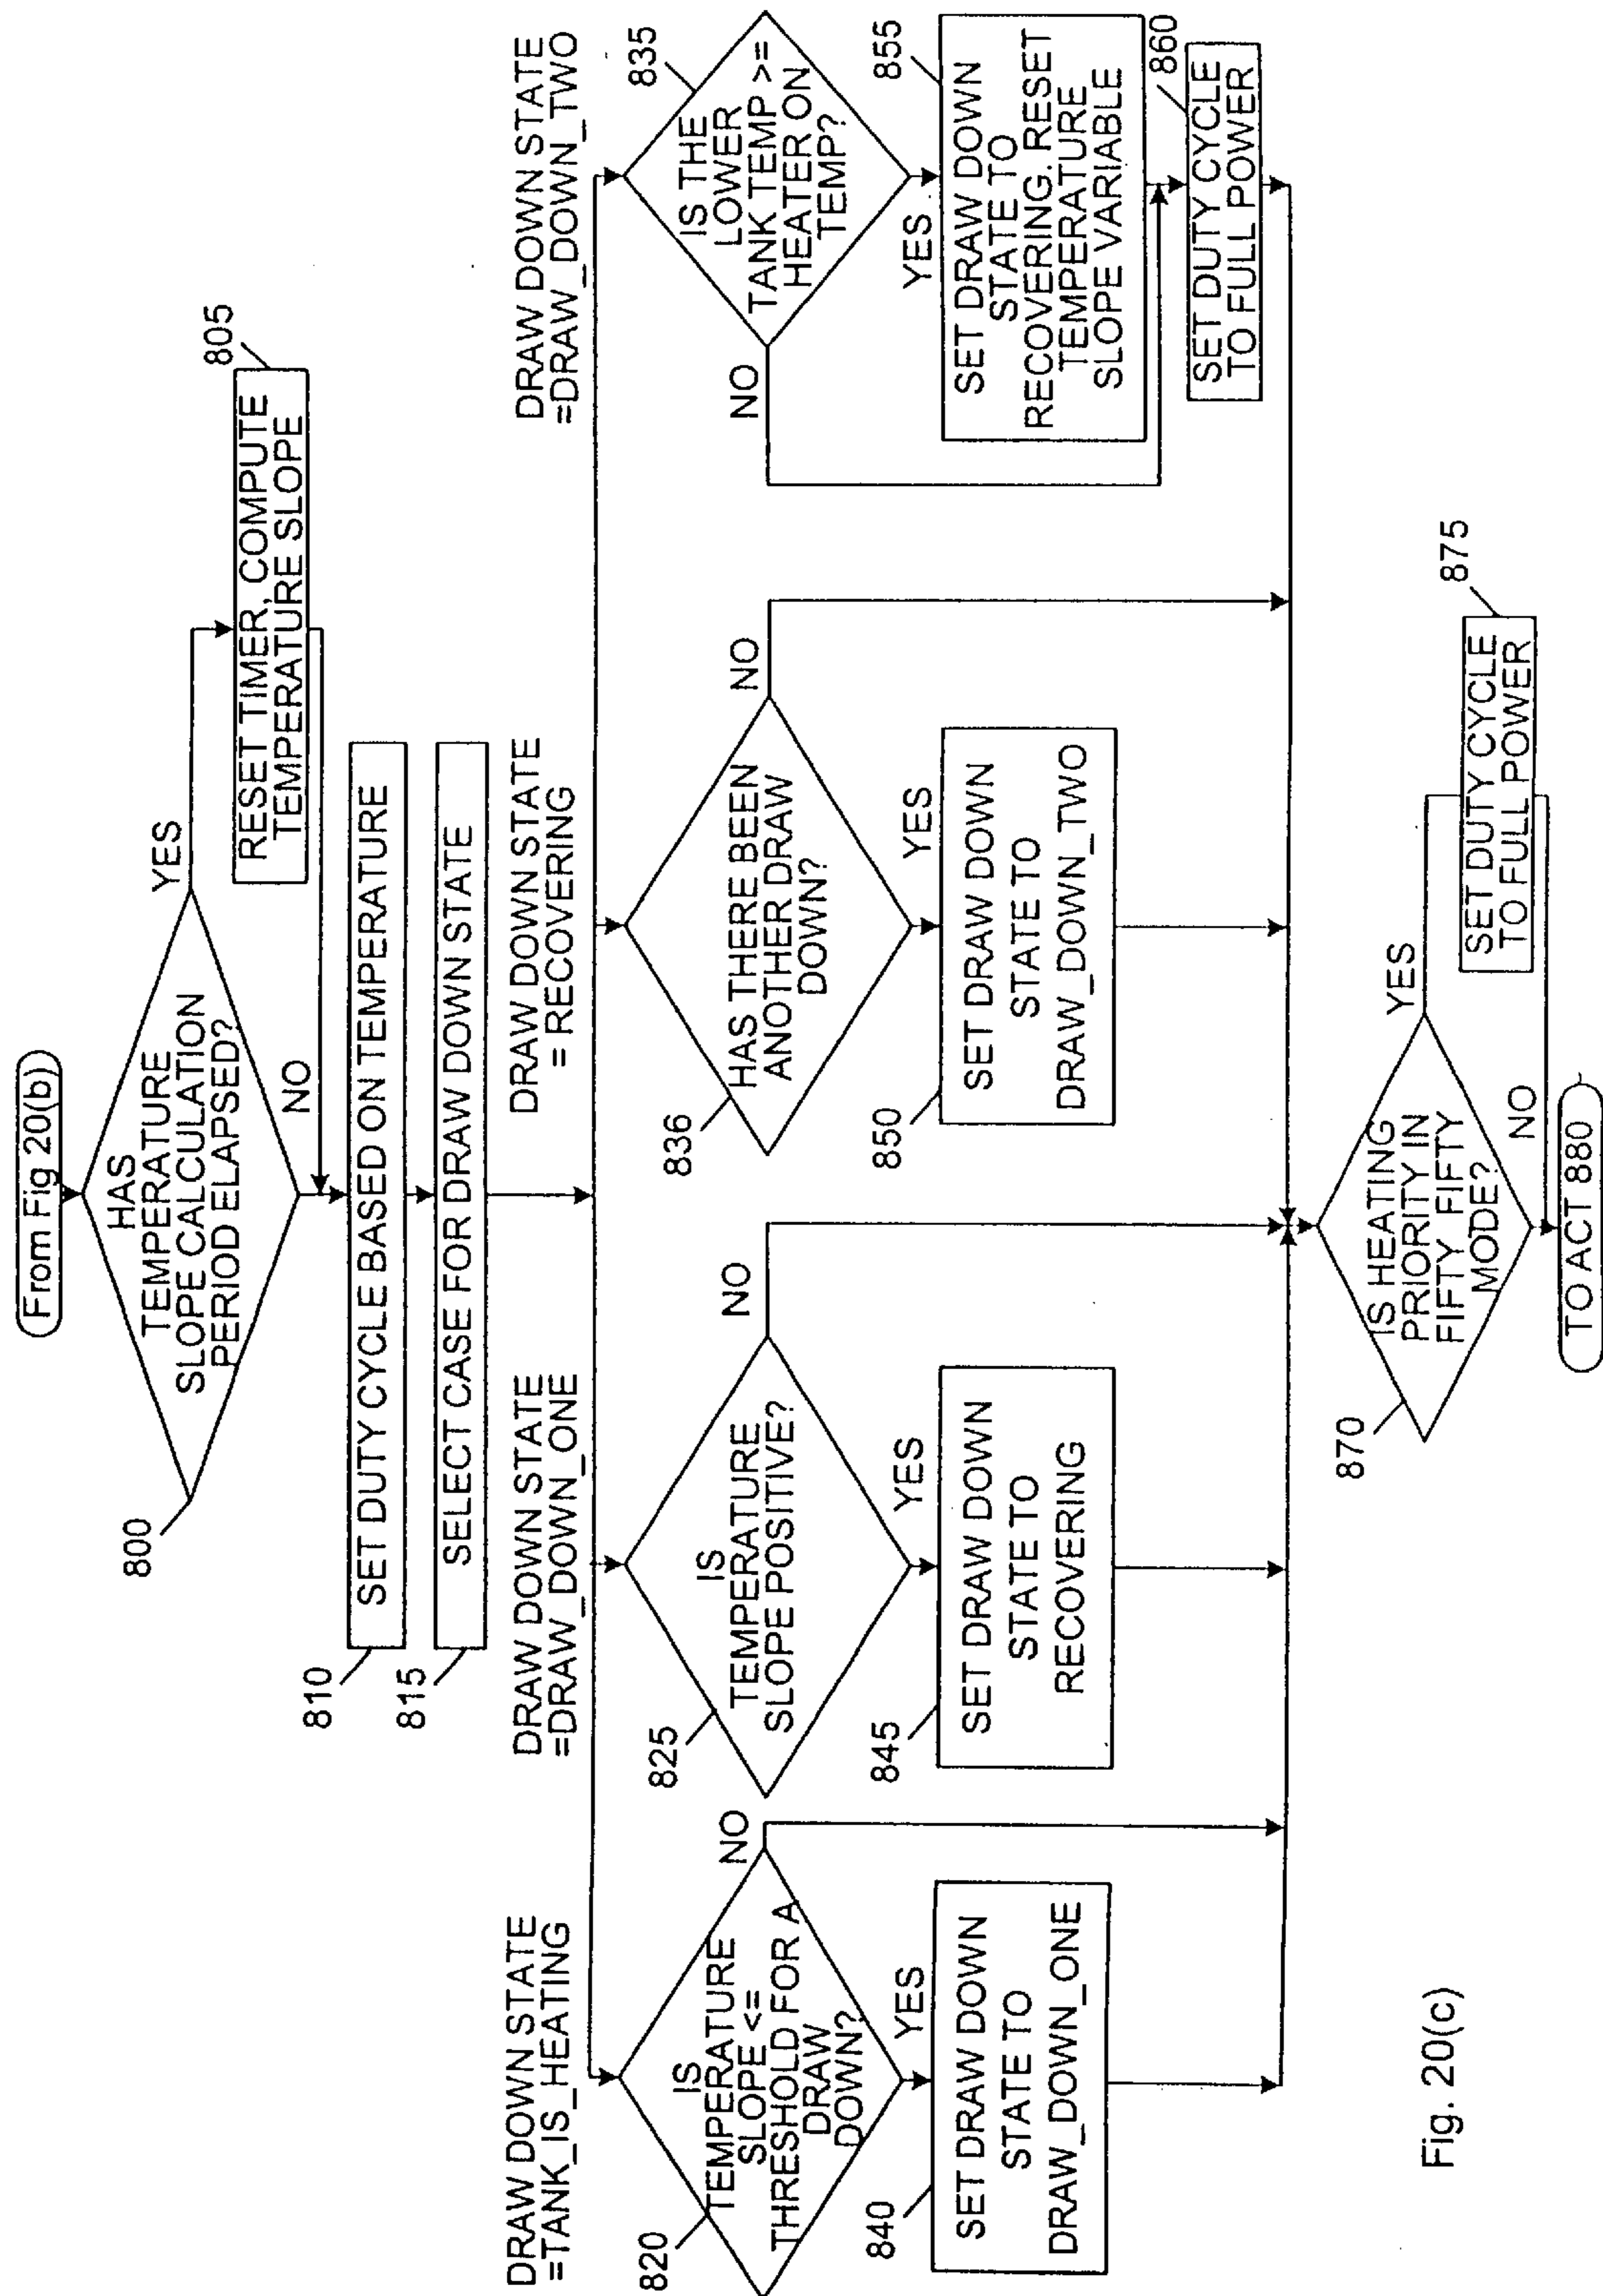 From Fig 20(b)
HAS
TEMPERATURE
SLOPE CALCULATION
PERIOD ELAPSED?
800
YES
NO
RESET TIMER, COMPUTE
TEMPERATURE SLOPE
805
810
SET DUTY CYCLE BASED ON TEMPERATURE
815
SELECT CASE FOR DRAW DOWN STATE
DRAW DOWN STATE
=TANK_IS_HEATING
DRAW DOWN STATE
=DRAW_DOWN_ONE
DRAW DOWN STATE
= RECOVERING
DRAW DOWN STATE
=DRAW_DOWN_TWO
820
IS
TEMPERATURE
SLOPE <=
THRESHOLD FOR A
DRAW
DOWN?
NO
YES
825
IS
TEMPERATURE
SLOPE POSITIVE?
NO
YES
836
HAS THERE BEEN
ANOTHER DRAW
DOWN?
NO
YES
835
IS THE
LOWER
TANK TEMP >=
HEATER ON
TEMP?
NO
YES
840
SET DRAW DOWN
STATE TO
DRAW_DOWN_ONE
845
SET DRAW DOWN
STATE TO
RECOVERING
850
SET DRAW DOWN
STATE TO
DRAW_DOWN_TWO
855
SET DRAW DOWN
STATE TO
RECOVERING. RESET
TEMPERATURE
SLOPE VARIABLE
860
SET DUTY CYCLE
TO FULL POWER
870
IS HEATING
PRIORITY IN
FIFTY FIFTY
MODE?
YES
NO
875
SET DUTY CYCLE
TO FULL POWER
TO ACT 880
Fig. 20(c)